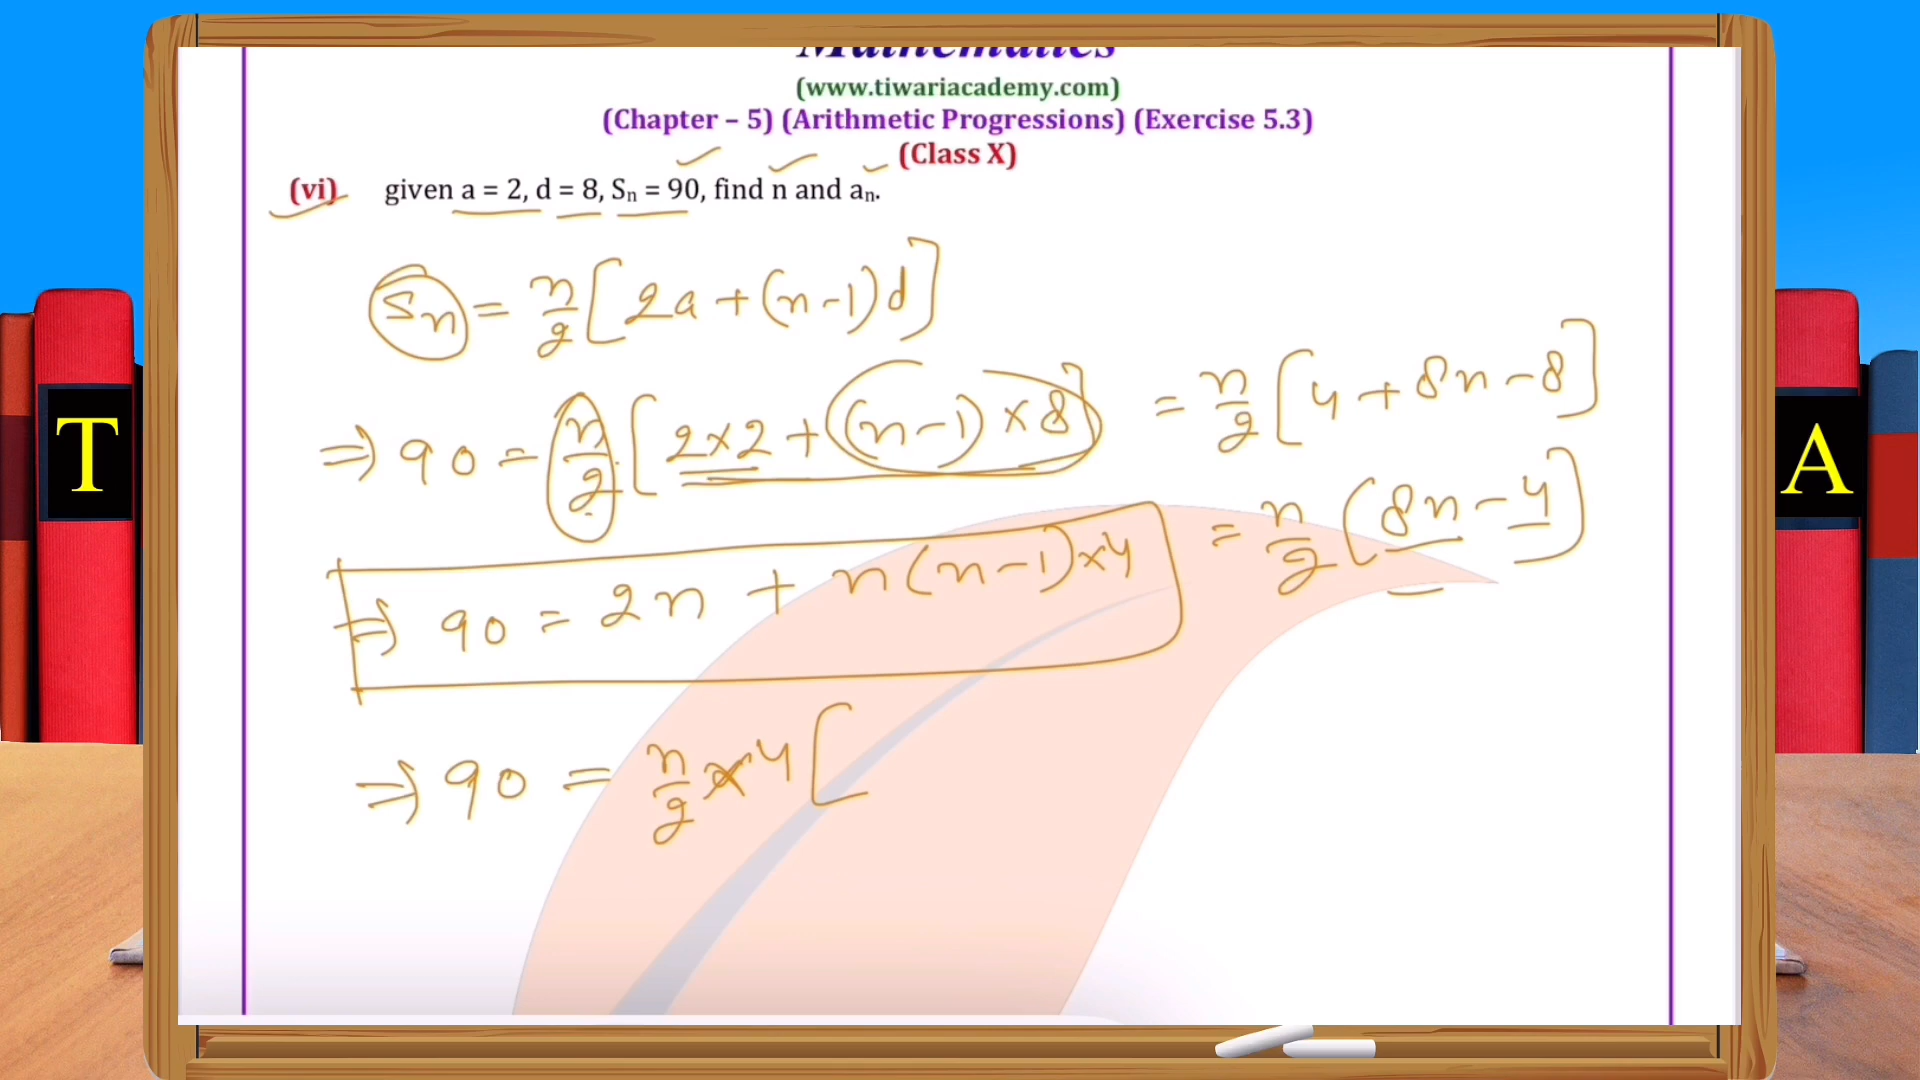 Mathematics
(www.tiwariacademy.com)
(Chapter – 5) (Arithmetic Progressions) (Exercise 5.3)
(Class X)
(vi) given a = 2, d = 8, Sₙ = 90, find n and aₙ.
Sₙ = n/2 [2a + (n-1)d]
⇒ 90 = n/2 [2×2 + (n-1)×8] = n/2 [4 + 8n - 8]
= n/2 (8n - 4)
⇒ 90 = 2n + n(n-1)×4
⇒ 90 = n/2 × 4 [
T
A